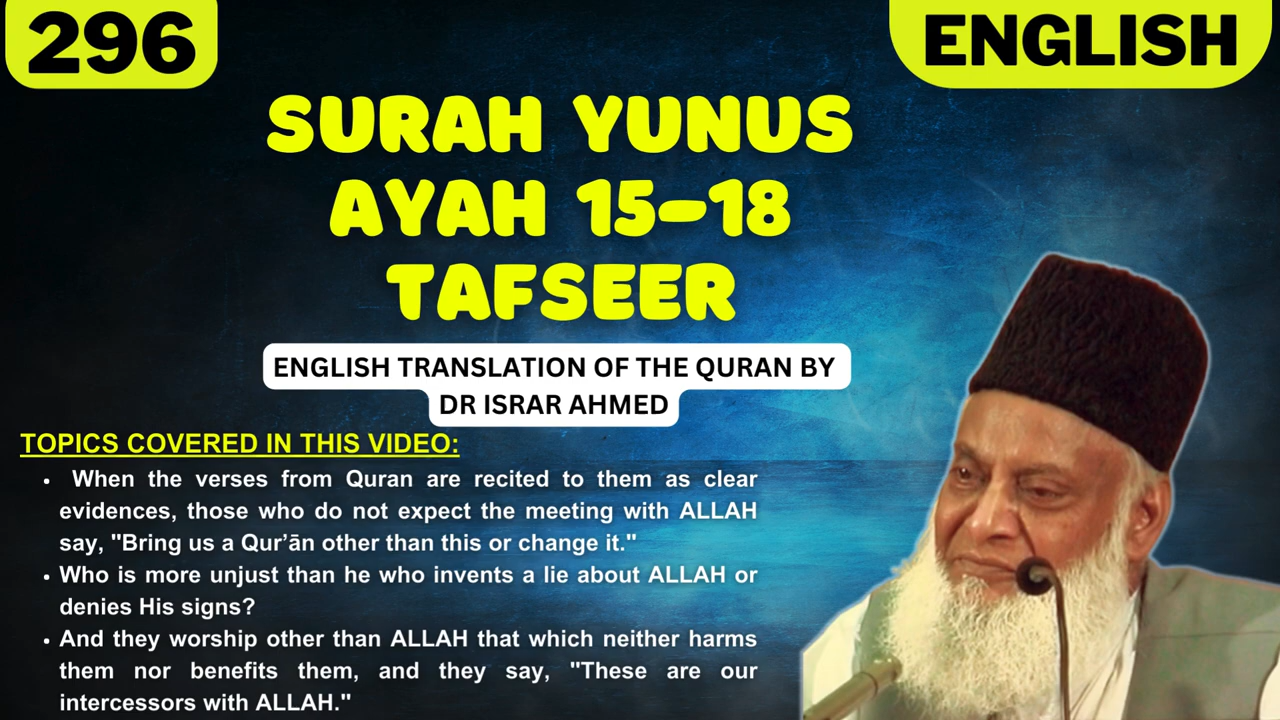 296
ENGLISH
SURAH YUNUS
AYAH 15-18
TAFSEER
ENGLISH TRANSLATION OF THE QURAN BY
DR ISRAR AHMED
TOPICS COVERED IN THIS VIDEO:
• When the verses from Quran are recited to them as clear
evidences, those who do not expect the meeting with ALLAH
say, "Bring us a Qur’ān other than this or change it."
• Who is more unjust than he who invents a lie about ALLAH or
denies His signs?
• And they worship other than ALLAH that which neither harms
them nor benefits them, and they say, "These are our
intercessors with ALLAH."